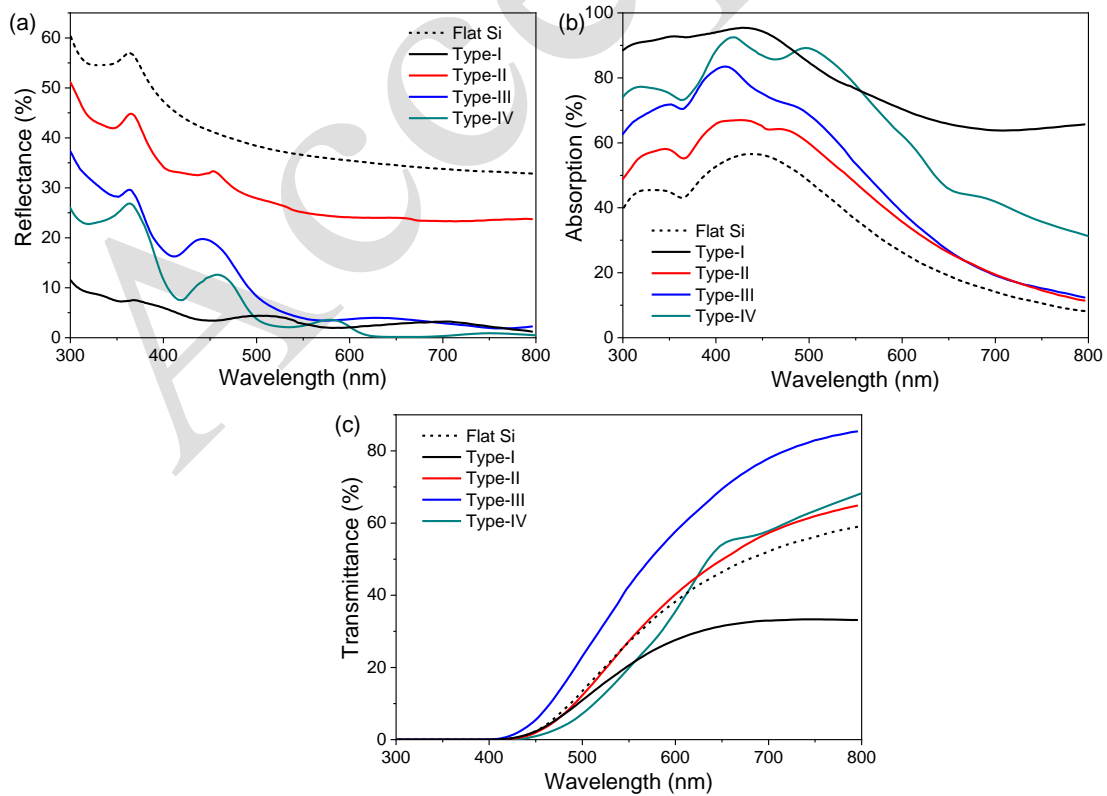 (a)
Reflectance (%)
60
50
40
30
20
10
0
300 400 500 600 700 800
Wavelength (nm)
Flat Si
Type-I
Type-II
Type-III
Type-IV
(b)
Absorption (%)
100
80
60
40
20
0
300 400 500 600 700 800
Wavelength (nm)
Flat Si
Type-I
Type-II
Type-III
Type-IV
(c)
Transmittance (%)
80
60
40
20
0
300 400 500 600 700 800
Wavelength (nm)
Flat Si
Type-I
Type-II
Type-III
Type-IV